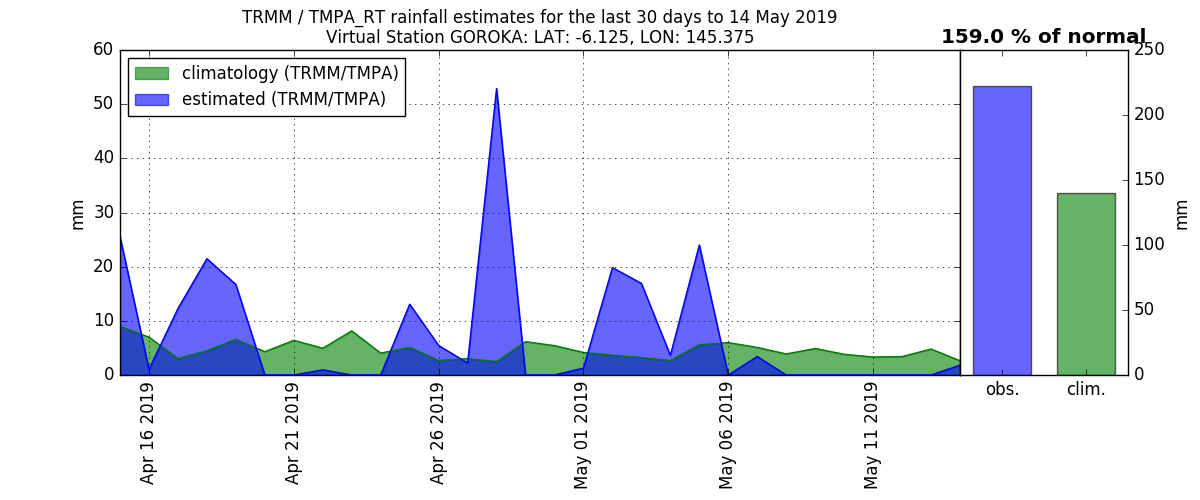 TRMM / TMPA_RT rainfall estimates for the last 30 days to 14 May 2019
Virtual Station GOROKA: LAT: -6.125, LON: 145.375
159.0 % of normal
climatology (TRMM/TMPA)
estimated (TRMM/TMPA)
60
50
40
30
20
10
0
mm
Apr 16 2019
Apr 21 2019
Apr 26 2019
May 01 2019
May 06 2019
May 11 2019
250
200
150
100
50
0
mm
obs.
clim.